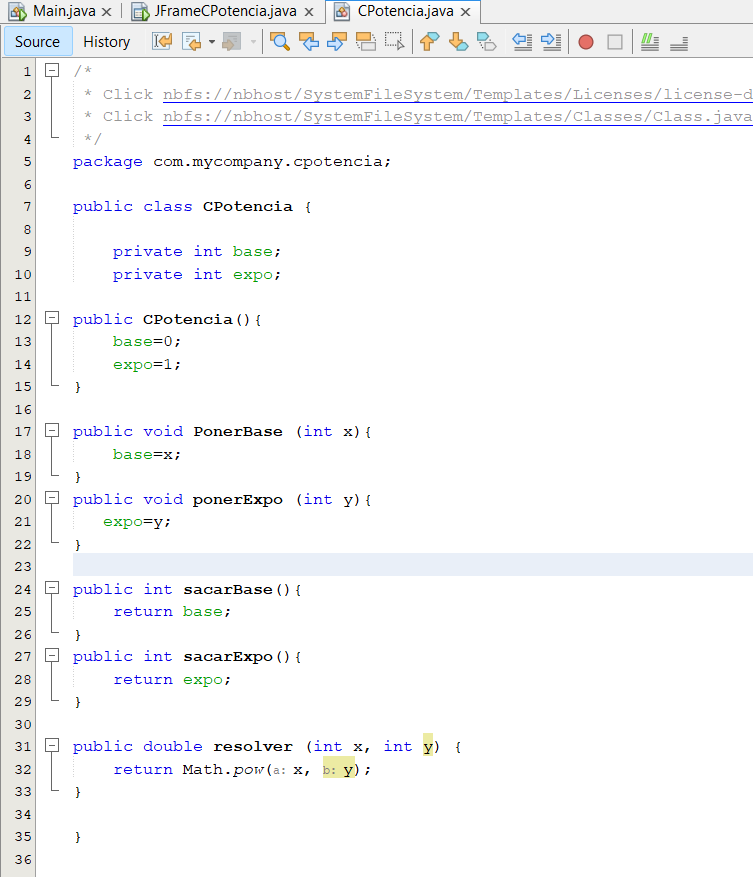 Main.java JFrameCPotencia.java CPotencia.java
Source History
1 /*
2 * Click nbfs://nbhost/SystemFileSystem/Templates/Licenses/license-d
3 * Click nbfs://nbhost/SystemFileSystem/Templates/Classes/Class.java
4 */
5 package com.mycompany.cpotencia;
6
7 public class CPotencia {
8
9 private int base;
10 private int expo;
11
12 public CPotencia(){
13 base=0;
14 expo=1;
15 }
16
17 public void PonerBase (int x){
18 base=x;
19 }
20 public void ponerExpo (int y){
21 expo=y;
22 }
23
24 public int sacarBase(){
25 return base;
26 }
27 public int sacarExpo(){
28 return expo;
29 }
30
31 public double resolver (int x, int y) {
32 return Math.pow(a: x, b: y);
33 }
34
35 }
36